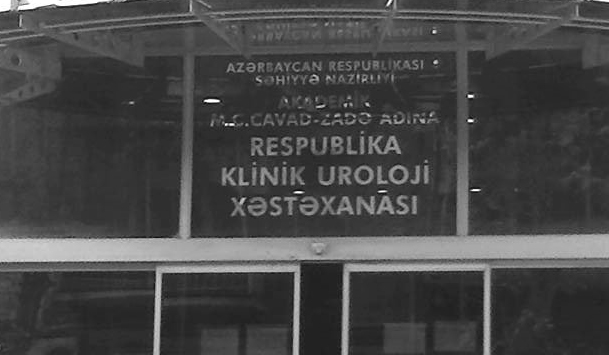 AZƏRBAYCAN RESPUBLİKASI
SƏHİYYƏ NAZİRLİYİ
AKADEMİK
M.C.CAVAD-ZADƏ ADINA
RESPUBLİKA
KLİNİK UROLOJİ
XƏSTƏXANASI